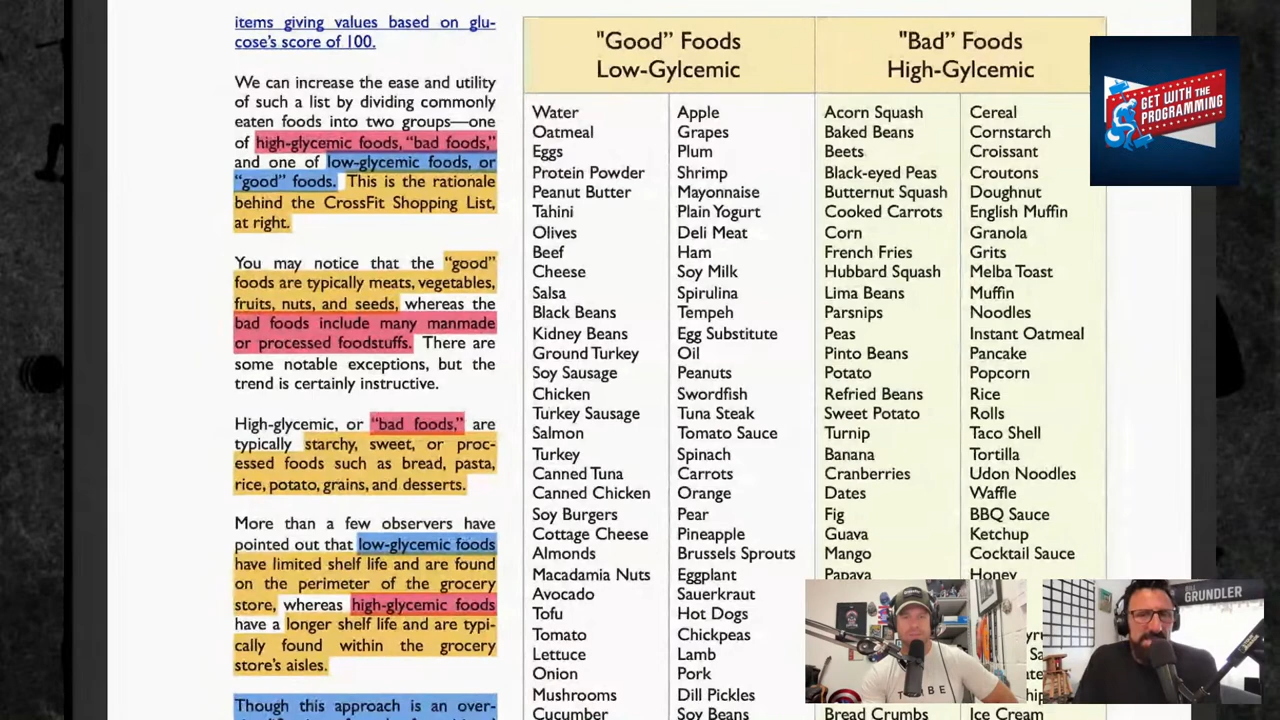 items giving values based on glu-
cose's score of 100.
We can increase the ease and utility
of such a list by dividing commonly
eaten foods into two groups—one
of high-glycemic foods, "bad foods,"
and one of low-glycemic foods, or
"good" foods. This is the rationale
behind the CrossFit Shopping List,
at right.
You may notice that the "good"
foods are typically meats, vegetables,
fruits, nuts, and seeds, whereas the
bad foods include many manmade
or processed foodstuffs. There are
some notable exceptions, but the
trend is certainly instructive.
High-glycemic, or "bad foods," are
typically starchy, sweet, or proc-
essed foods such as bread, pasta,
rice, potato, grains, and desserts.
More than a few observers have
pointed out that low-glycemic foods
have limited shelf life and are found
on the perimeter of the grocery
store, whereas high-glycemic foods
have a longer shelf life and are typi-
cally found within the grocery
store's aisles.
Though this approach is an over-
"Good" Foods
Low-Gylcemic
Water
Oatmeal
Eggs
Protein Powder
Peanut Butter
Tahini
Olives
Beef
Cheese
Salsa
Black Beans
Kidney Beans
Ground Turkey
Soy Sausage
Chicken
Turkey Sausage
Salmon
Turkey
Canned Tuna
Canned Chicken
Soy Burgers
Cottage Cheese
Almonds
Macadamia Nuts
Avocado
Tofu
Tomato
Lettuce
Onion
Mushrooms
Cucumber
Apple
Grapes
Plum
Shrimp
Mayonnaise
Plain Yogurt
Deli Meat
Ham
Soy Milk
Spirulina
Tempeh
Egg Substitute
Oil
Peanuts
Swordfish
Tuna Steak
Tomato Sauce
Spinach
Carrots
Orange
Pear
Pineapple
Brussels Sprouts
Eggplant
Sauerkraut
Hot Dogs
Chickpeas
Lamb
Pork
Dill Pickles
Soy Beans
"Bad" Foods
High-Gylcemic
Acorn Squash
Baked Beans
Beets
Black-eyed Peas
Butternut Squash
Cooked Carrots
Corn
French Fries
Hubbard Squash
Lima Beans
Parsnips
Peas
Pinto Beans
Potato
Refried Beans
Sweet Potato
Turnip
Banana
Cranberries
Dates
Fig
Guava
Mango
Papaya
Bread Crumbs
Cereal
Cornstarch
Croissant
Croutons
Doughnut
English Muffin
Granola
Grits
Melba Toast
Muffin
Noodles
Instant Oatmeal
Pancake
Popcorn
Rice
Rolls
Taco Shell
Tortilla
Udon Noodles
Waffle
BBQ Sauce
Ketchup
Cocktail Sauce
Honey
Ice Cream
GET WITH THE
PROGRAMMING
BILL
GRUNDLER